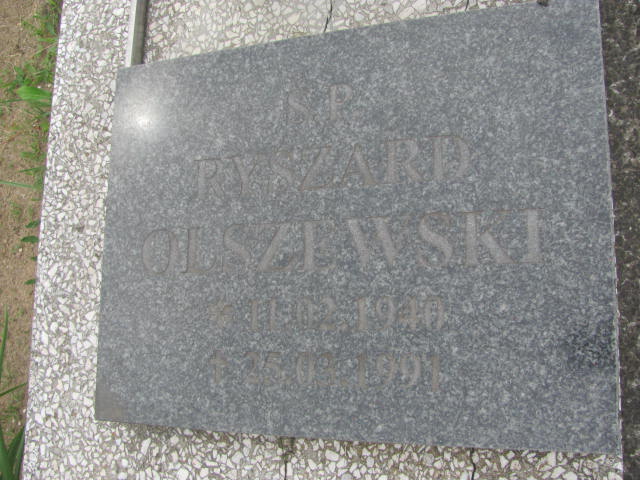 Ś.P.
RYSZARD
OLSZEWSKI
* 11.02.1940
† 25.03.1991